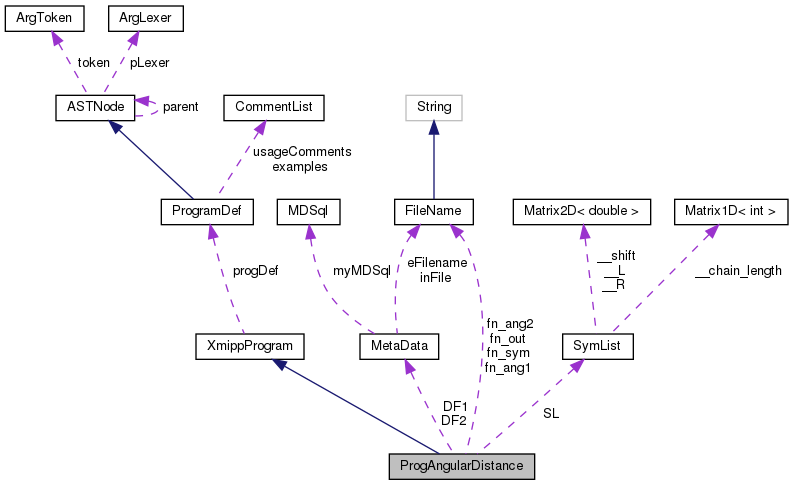 ArgToken
ArgLexer
token
pLexer
ASTNode
parent
CommentList
String
usageComments
examples
ProgramDef
MDSql
FileName
Matrix2D< double >
Matrix1D< int >
progDef
myMDSql
eFilename
inFile
__shift
__L
__R
__chain_length
XmippProgram
MetaData
fn_ang2
fn_out
fn_sym
fn_ang1
SymList
DF1
DF2
SL
ProgAngularDistance